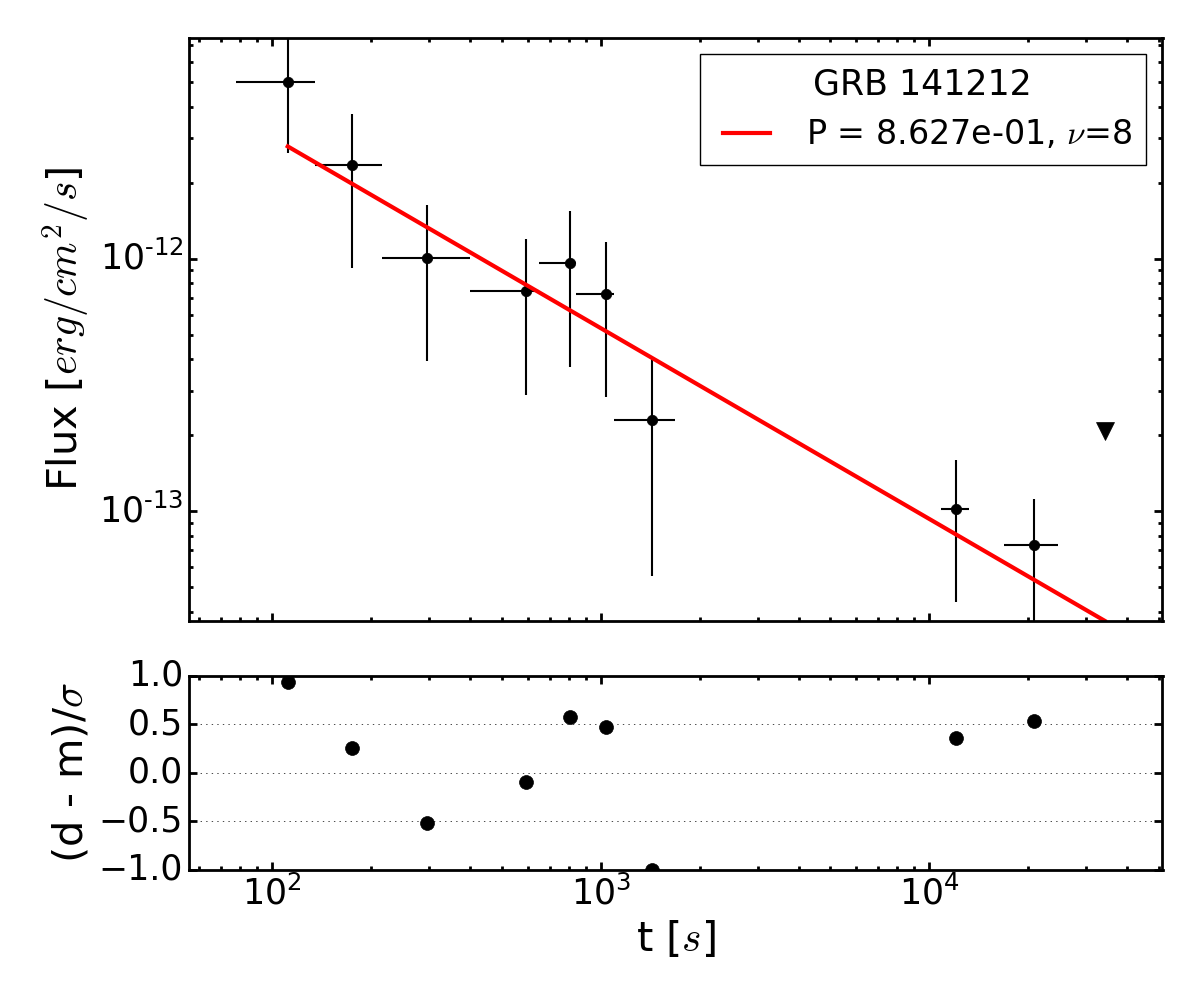 GRB 141212
P = 8.627e-01, ν=8
Flux [erg/cm²/s]
10⁻¹²
10⁻¹³
(d - m)/σ
1.0
0.5
0.0
−0.5
−1.0
10² 10³ 10⁴
t [s]